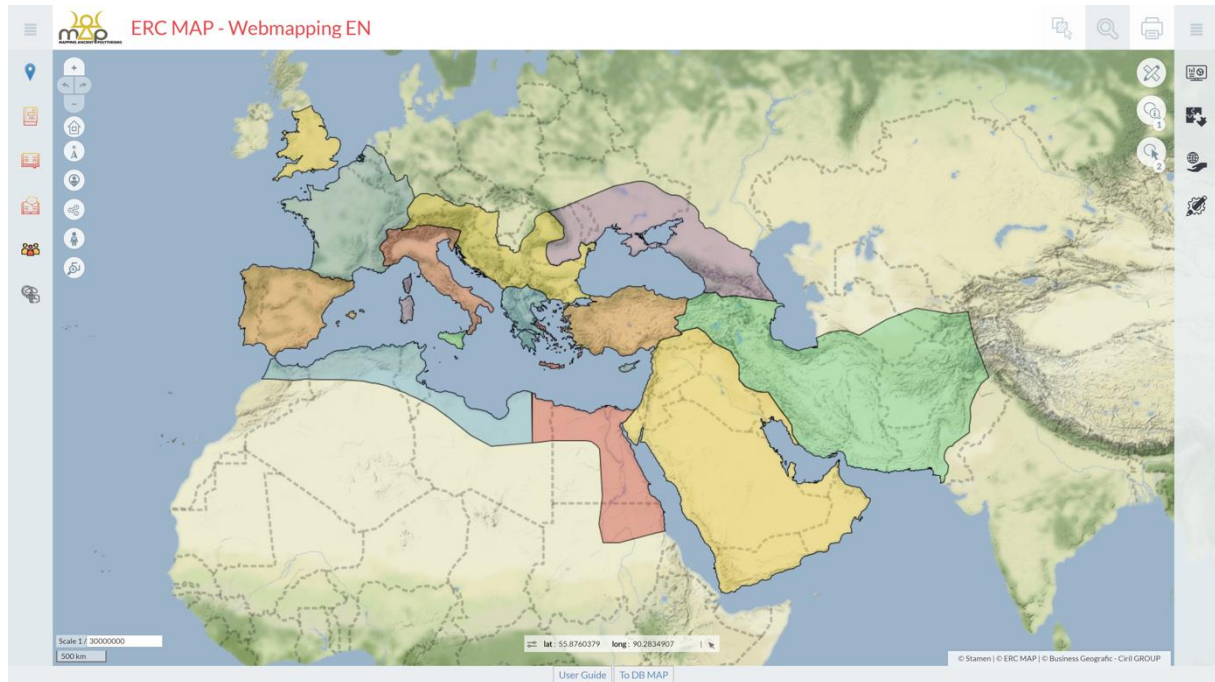 map
MAPPING ANCIENT POLYTHEISMS
ERC MAP - Webmapping EN
+
-
1
2
Scale 1 / 30000000
500 km
lat : 55.8760379 long : 90.2834907
© Stamen | © ERC MAP | © Business Geografic - Ciril GROUP
User Guide To DB MAP